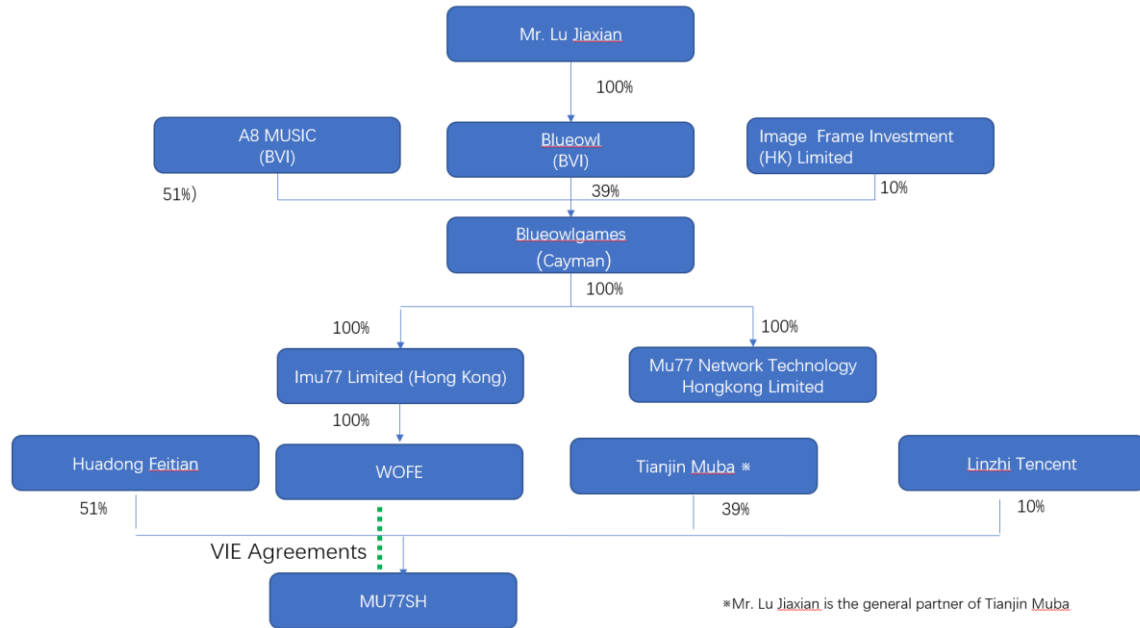 Mr. Lu Jiaxian
100%
A8 MUSIC
(BVI)
Blueowl
(BVI)
Image Frame Investment
(HK) Limited
51%)
39%
10%
Blueowlgames
(Cayman)
100%
100%
100%
Imu77 Limited (Hong Kong)
Mu77 Network Technology
Hongkong Limited
100%
Huadong Feitian
WOFE
Tianjin Muba ※
Linzhi Tencent
51%
39%
10%
VIE Agreements
MU77SH
※Mr. Lu Jiaxian is the general partner of Tianjin Muba